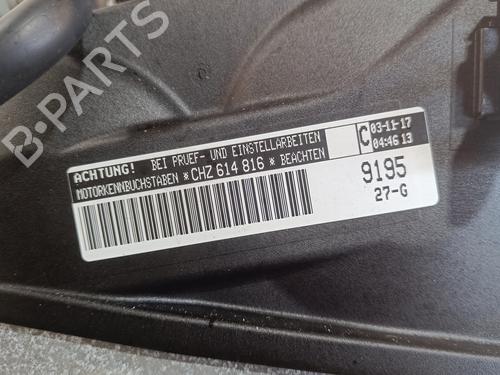 B-PARTS
ACHTUNG! BEI PRUEF- UND EINSTELLARBEITEN
MOTORKENNBUCHSTABEN *CHZ 614 816 * BEACHTEN
C 03-11-17
04:46 13
9195
27-G